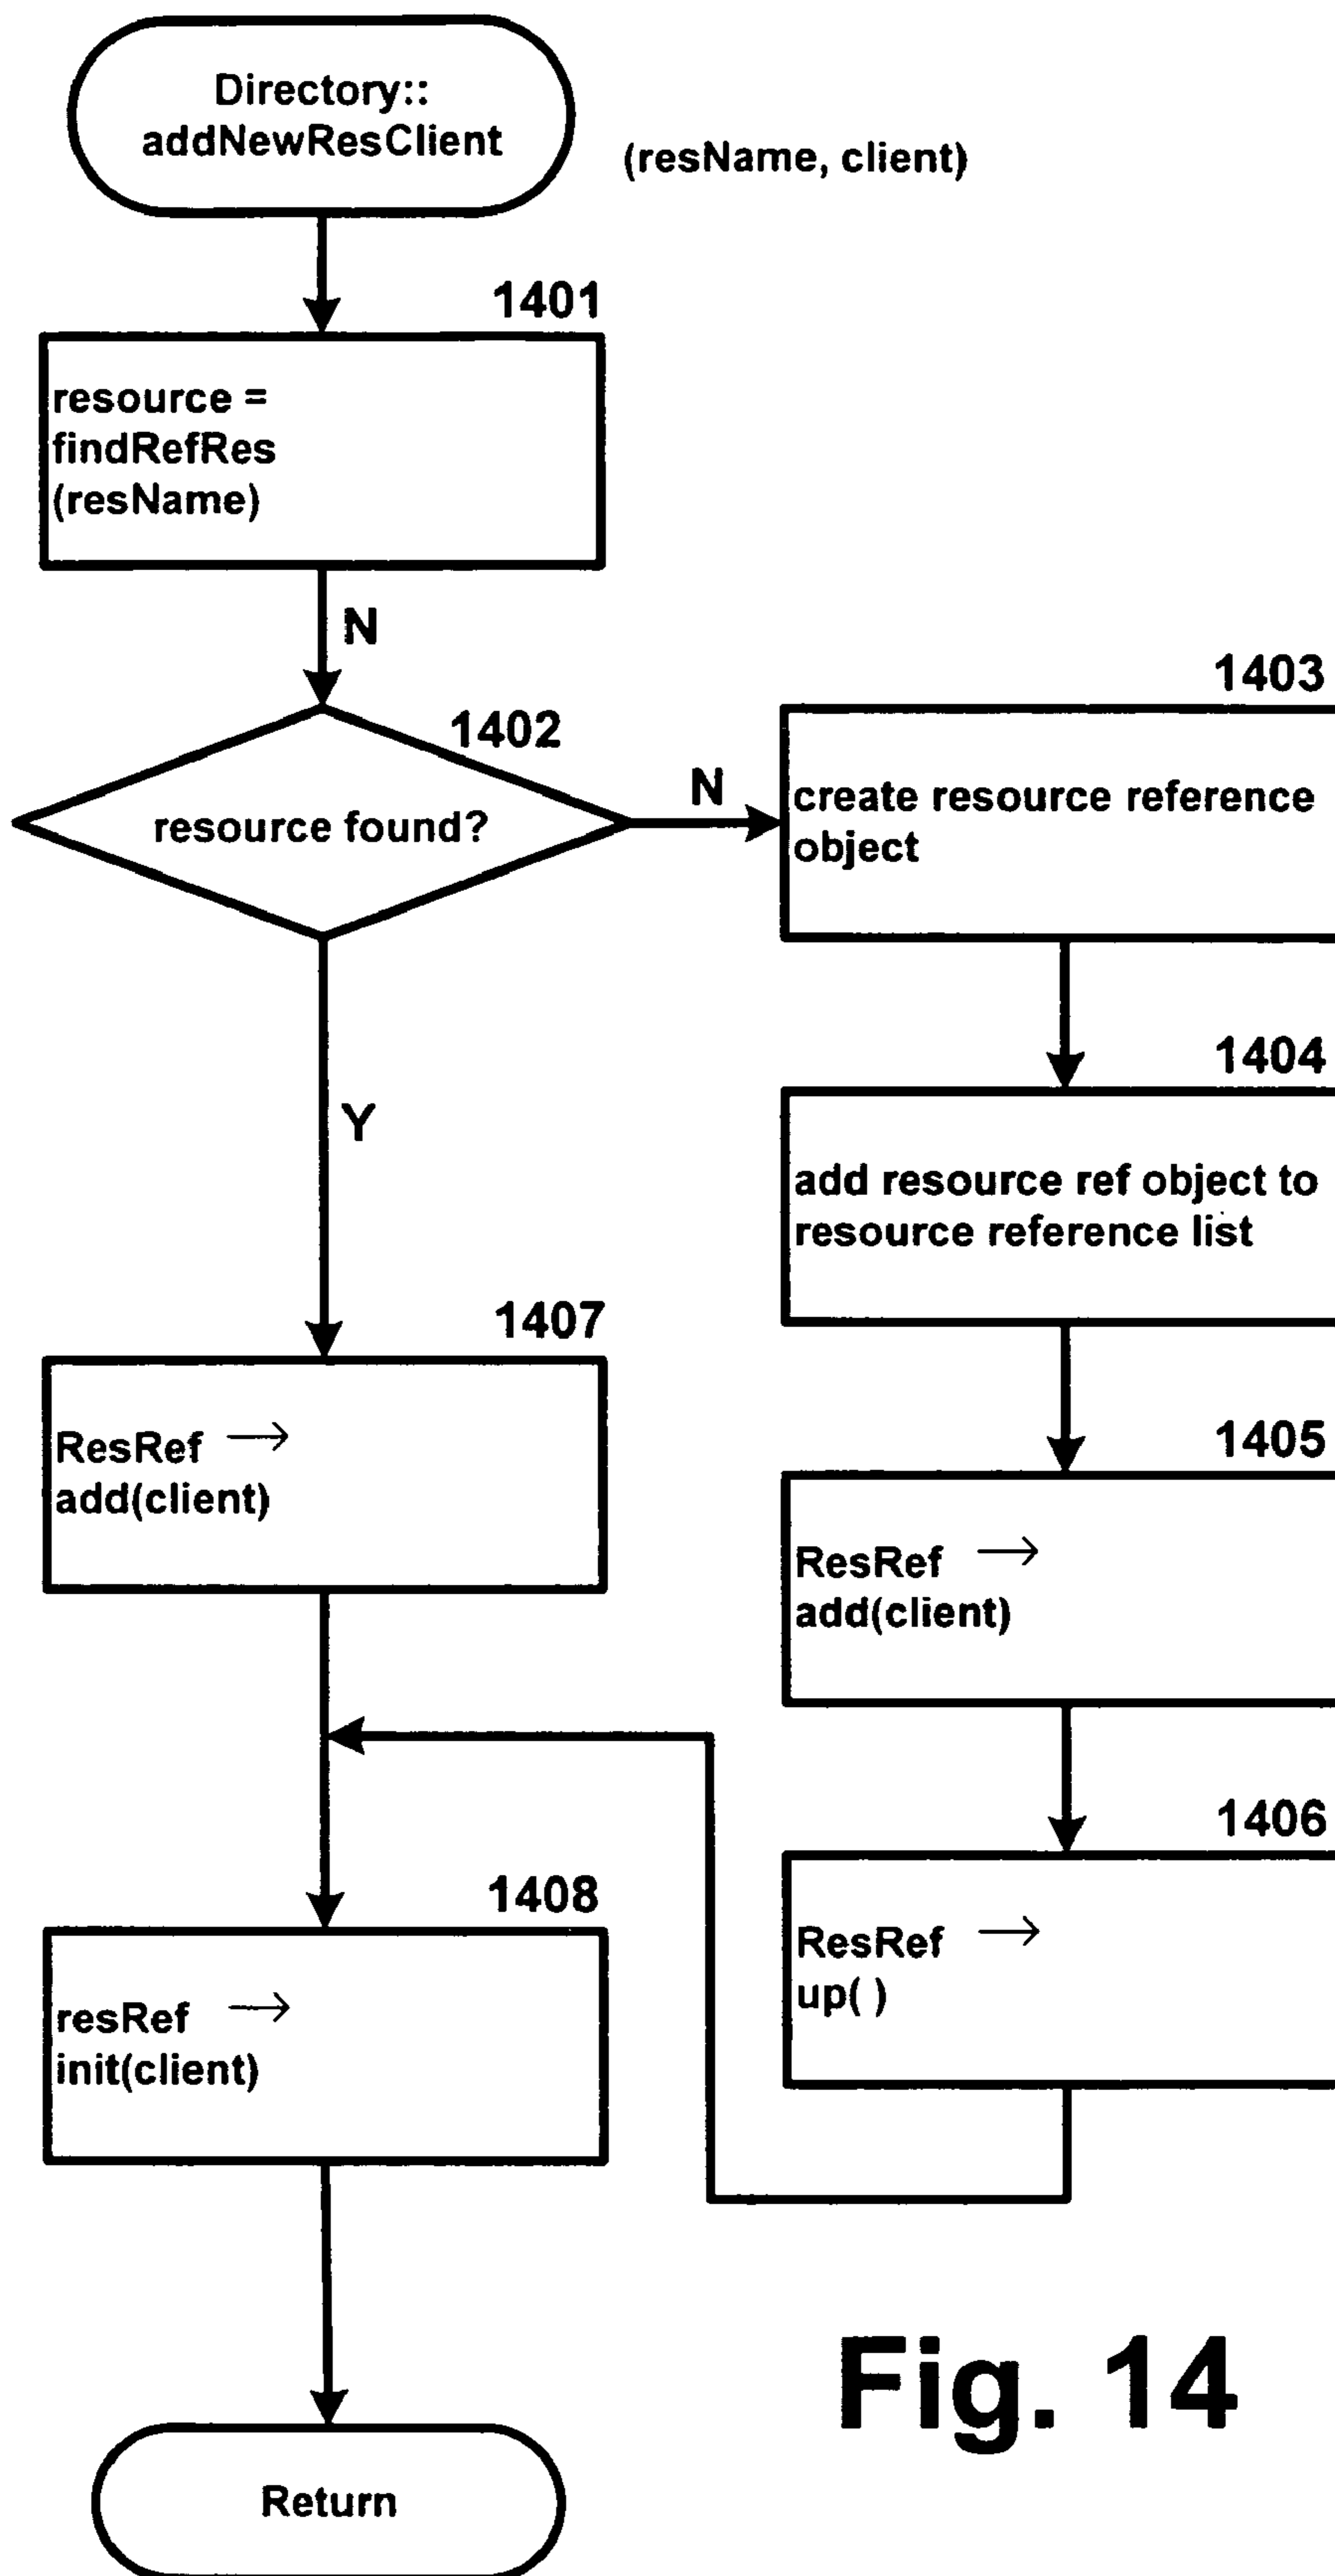 Directory::
addNewResClient
(resName, client)
1401
resource =
findRefRes
(resName)
N
1402
resource found?
N
1403
create resource reference
object
1404
add resource ref object to
resource reference list
Y
1407
ResRef →
add(client)
1405
ResRef →
add(client)
1406
ResRef →
up( )
1408
resRef →
init(client)
Return
Fig. 14